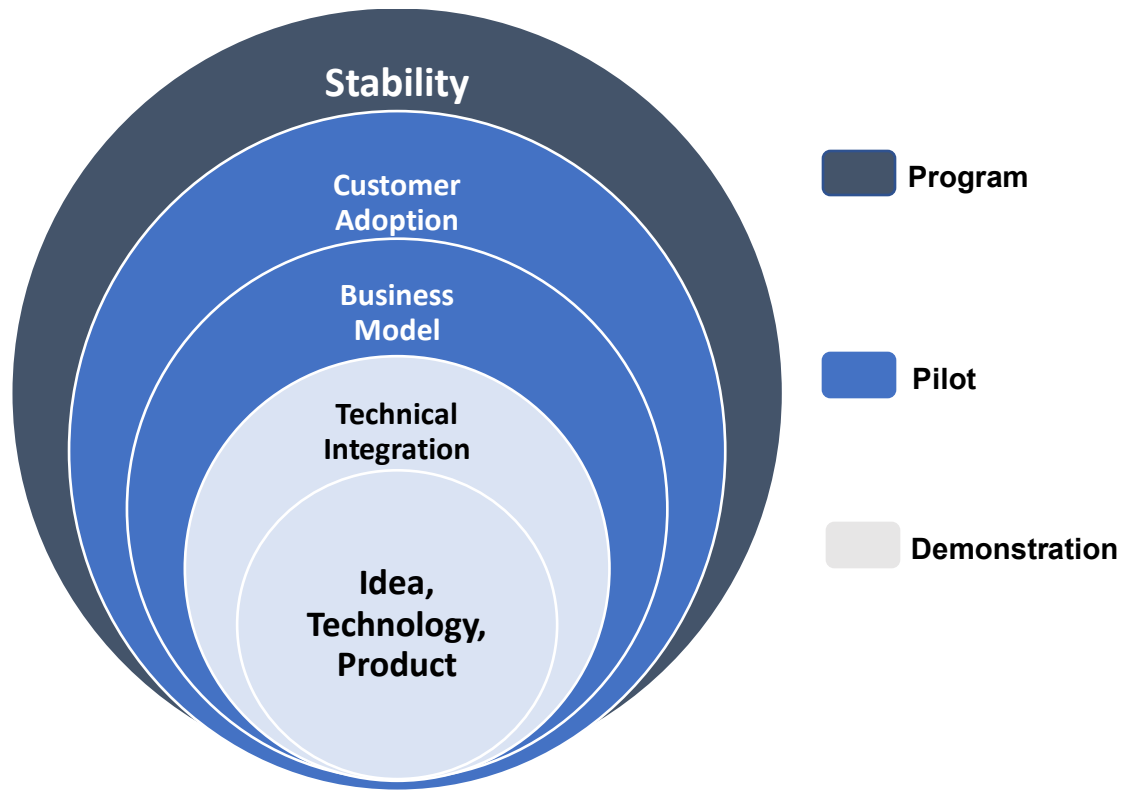 Stability
Customer
Adoption
Business
Model
Technical
Integration
Idea,
Technology,
Product
Program
Pilot
Demonstration